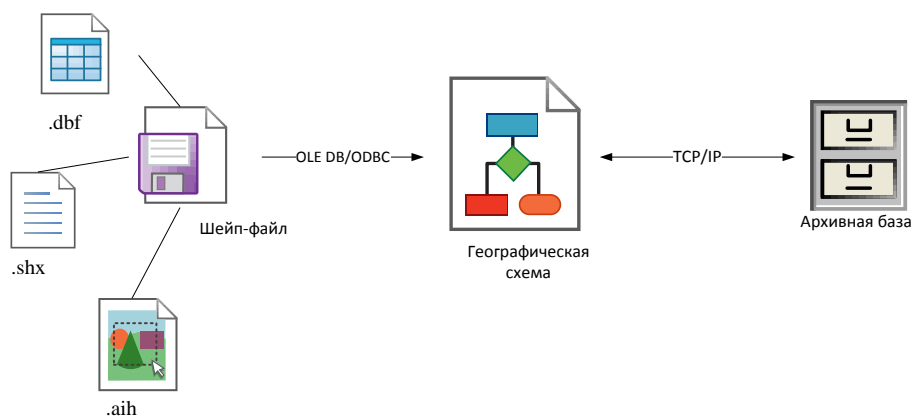 .dbf
OLE DB/ODBC
TCP/IP
Шейп-файл
Архивная база
Географическая
схема
.shx
.aih